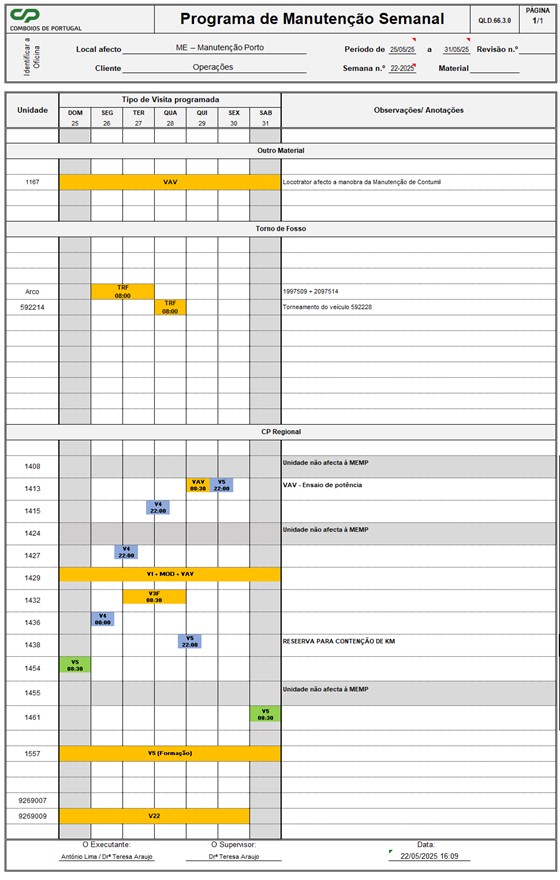 CP
COMBOIOS DE PORTUGAL
Programa de Manutenção Semanal
QLD.66.3.0
PÁGINA
1/1
Identificar a Oficina
Local afecto ME – Manutenção Porto
Período de 25/05/25 a 31/05/25 Revisão n.º
Cliente Operações
Semana n.º 22-2025 Material
Unidade
Tipo de Visita programada
Observações/ Anotações
DOM SEG TER QUA QUI SEX SAB
25 26 27 28 29 30 31
Outro Material
1167 VAV Locotrator afecto a manobra da Manutenção de Contumil
Torno de Fosso
Arco TRF 08:00 1997509 + 2097514
592214 TRF 08:00 Torneamento do veículo 592228
CP Regional
1408 Unidade não afecta à MEMP
1413 VAV 08:30 V5 22:00 VAV - Ensaio de potência
1415 V4 22:00
1424 Unidade não afecta à MEMP
1427 V4 22:00
1429 VI + MOD + VAV
1432 V3F 08:30
1436 V4 00:00
1438 V5 22:00 RESEERVA PARA CONTENÇÃO DE KM
1454 V5 08:30
1455 Unidade não afecta à MEMP
1461 V5 08:30
1557 V5 (Formação)
9269007
9269009 V22
O Executante: O Supervisor: Data:
António Lima / Drª Teresa Araujo Drª Teresa Araujo 22/05/2025 16:09